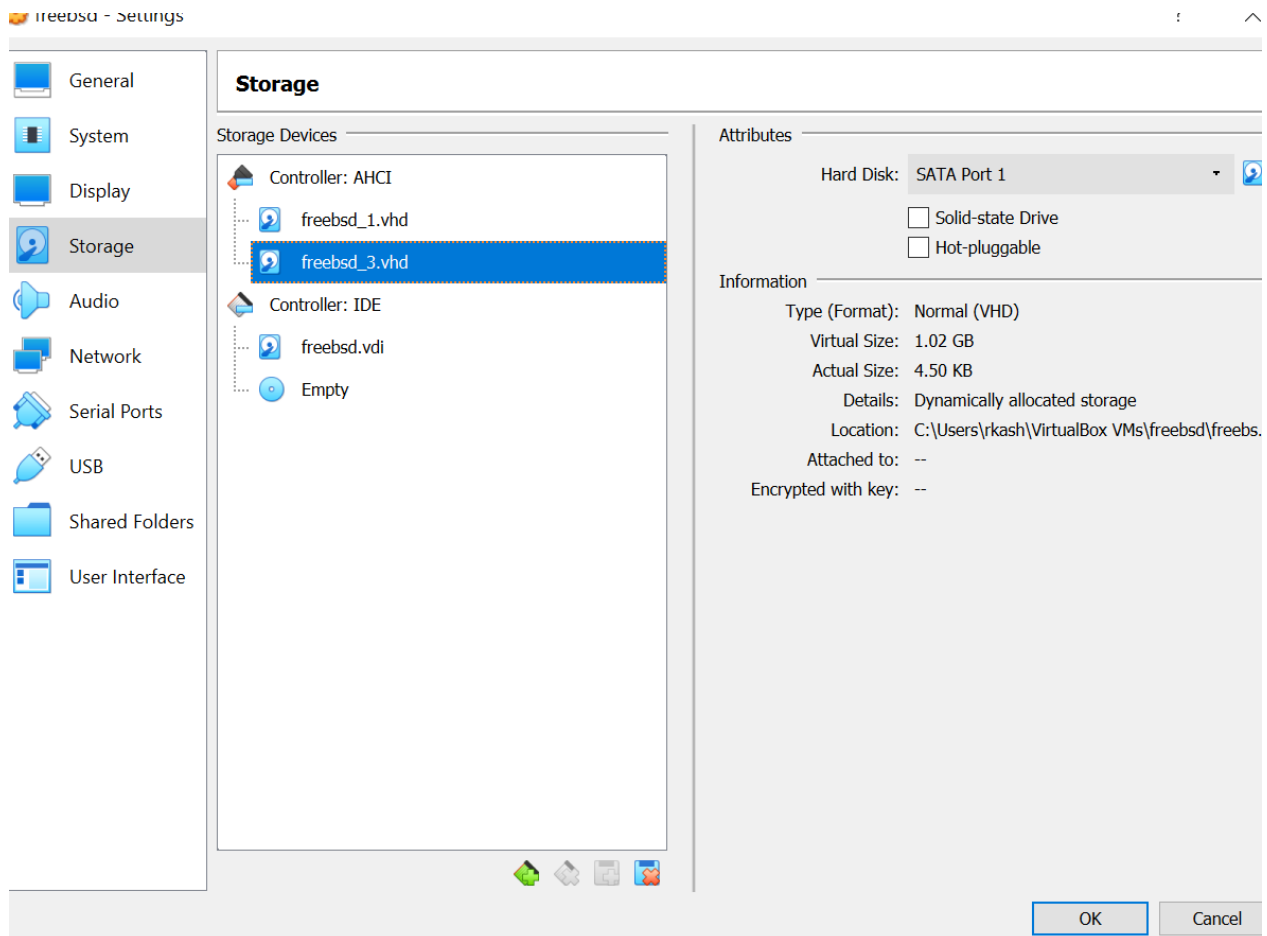 freebsd - Settings
?
General
System
Display
Storage
Audio
Network
Serial Ports
USB
Shared Folders
User Interface
Storage
Storage Devices
Controller: AHCI
freebsd_1.vhd
freebsd_3.vhd
Controller: IDE
freebsd.vdi
Empty
Attributes
Hard Disk: SATA Port 1
Solid-state Drive
Hot-pluggable
Information
Type (Format): Normal (VHD)
Virtual Size: 1.02 GB
Actual Size: 4.50 KB
Details: Dynamically allocated storage
Location: C:\Users\rkash\VirtualBox VMs\freebsd\freebs.
Attached to: --
Encrypted with key: --
OK
Cancel